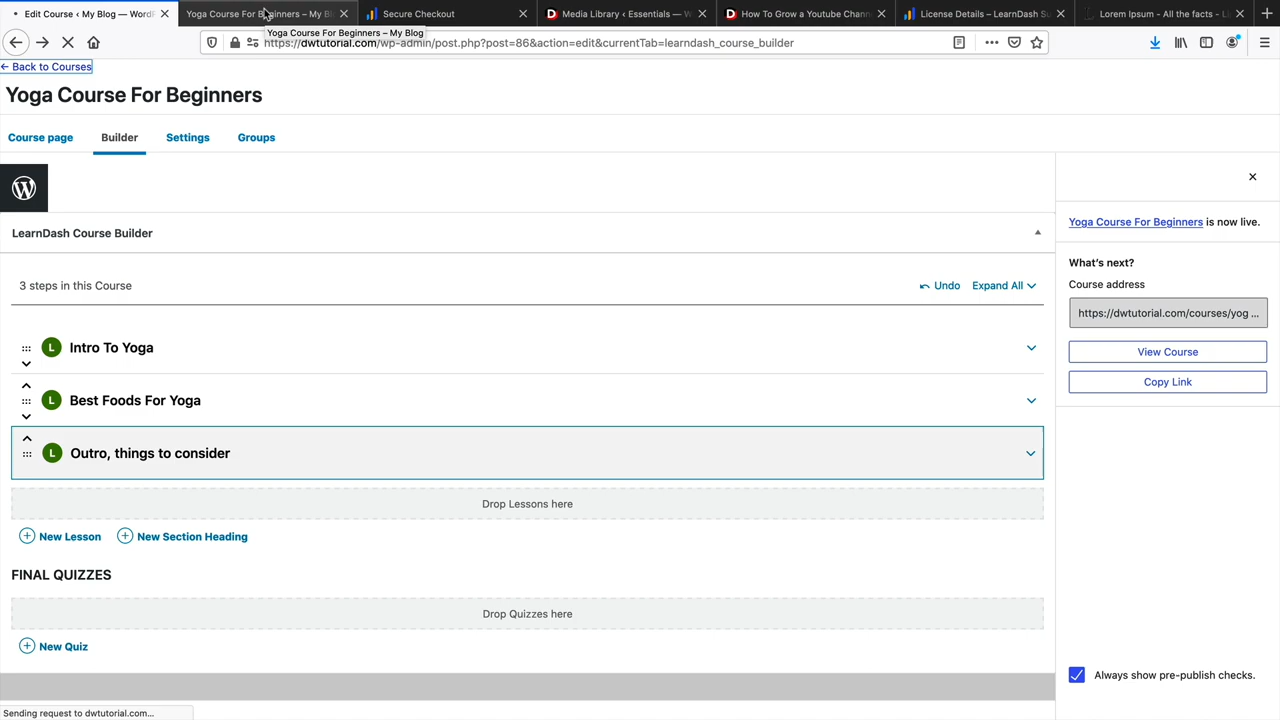 Edit Course ‹ My Blog — WordP
Yoga Course For Beginners – My Bl
Secure Checkout
Media Library ‹ Essentials — W
How To Grow a Youtube Chann
License Details – LearnDash Su
Lorem Ipsum - All the facts - Li
Yoga Course For Beginners – My Blog
https://dwtutorial.com/wp-admin/post.php?post=86&action=edit&currentTab=learndash_course_builder
← Back to Courses
Yoga Course For Beginners
Course page
Builder
Settings
Groups
LearnDash Course Builder
Yoga Course For Beginners is now live.
What's next?
Course address
https://dwtutorial.com/courses/yog ...
View Course
Copy Link
3 steps in this Course
Undo
Expand All
L Intro To Yoga
L Best Foods For Yoga
L Outro, things to consider
Drop Lessons here
New Lesson
New Section Heading
FINAL QUIZZES
Drop Quizzes here
New Quiz
Always show pre-publish checks.
Sending request to dwtutorial.com...